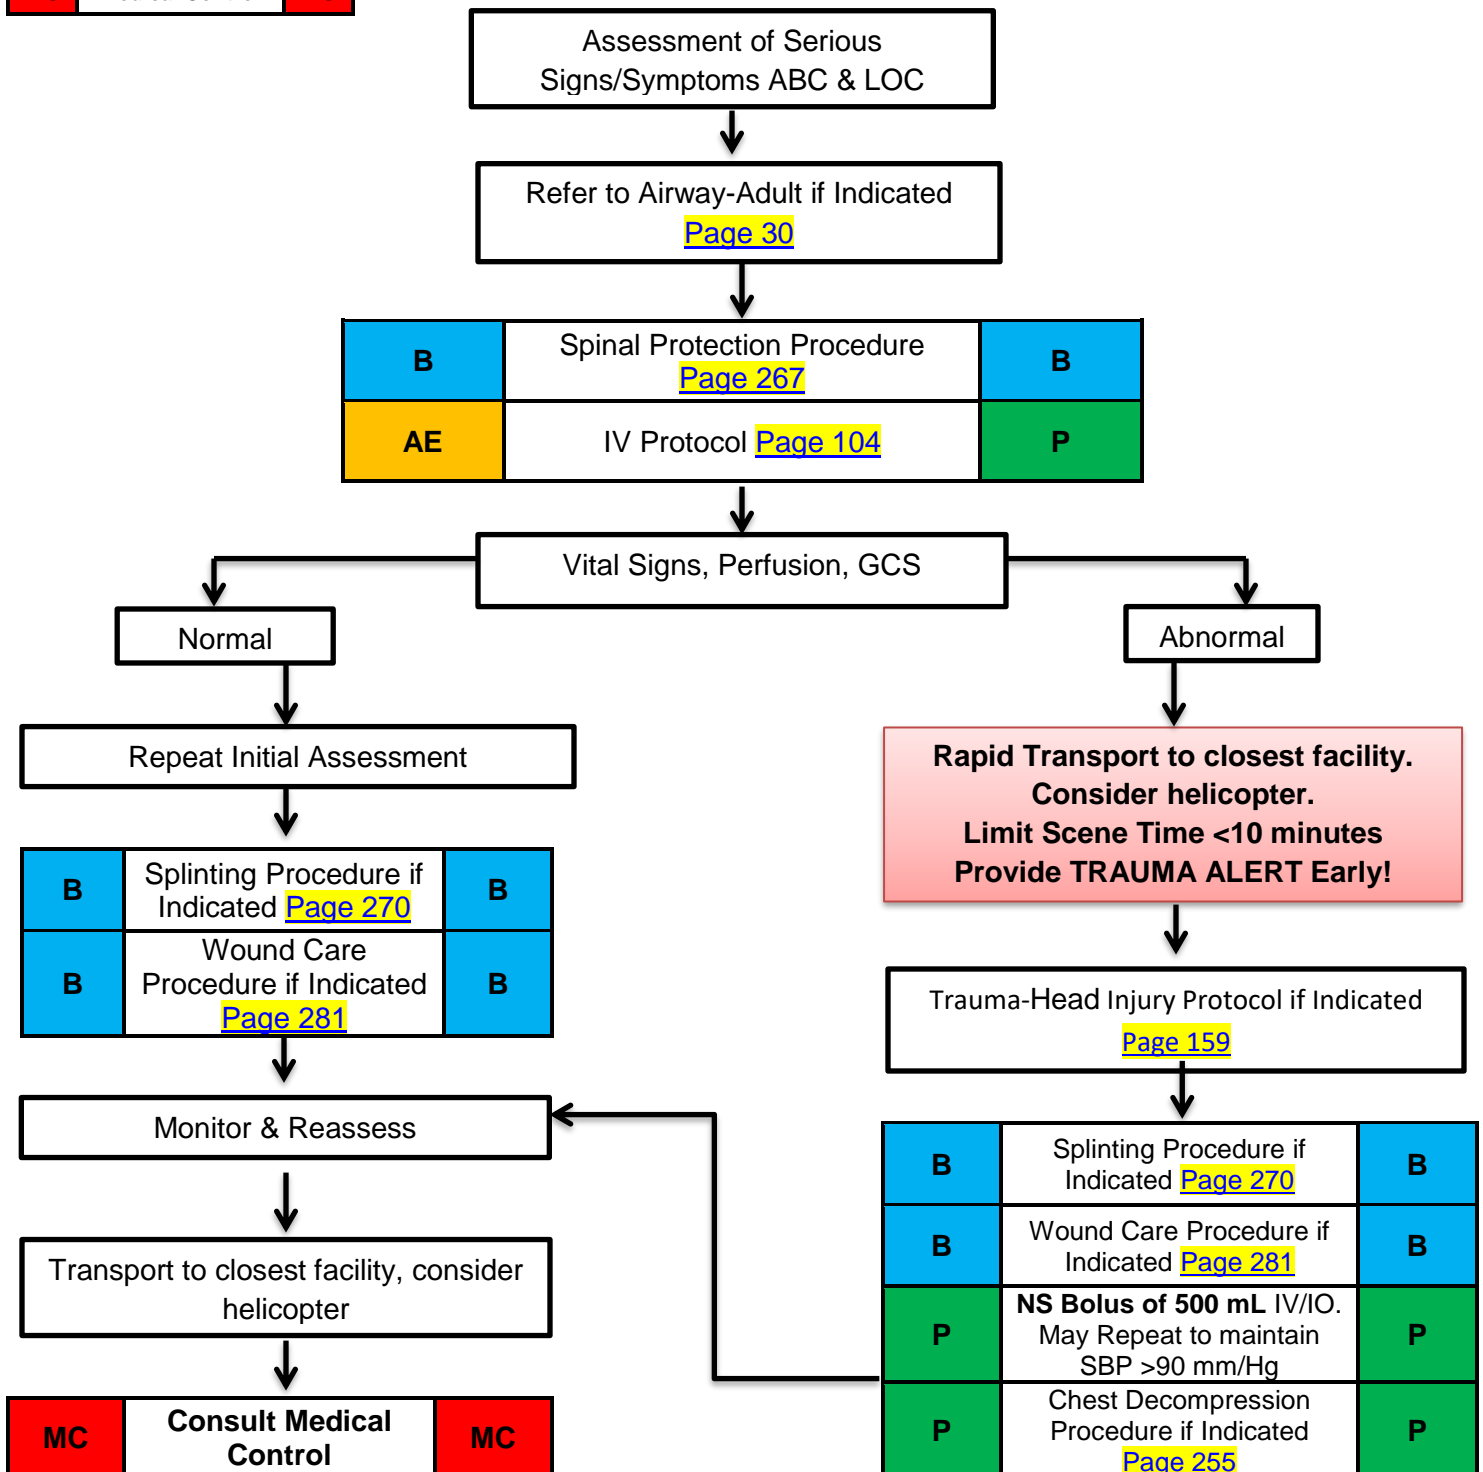 Assessment of Serious
Signs/Symptoms ABC & LOC
Refer to Airway-Adult if Indicated
Page 30
B
Spinal Protection Procedure
Page 267
B
AE
IV Protocol Page 104
P
Vital Signs, Perfusion, GCS
Normal
Abnormal
Repeat Initial Assessment
B
Splinting Procedure if
Indicated Page 270
B
B
Wound Care
Procedure if Indicated
Page 281
B
Monitor & Reassess
Transport to closest facility, consider
helicopter
MC
Consult Medical
Control
MC
Rapid Transport to closest facility.
Consider helicopter.
Limit Scene Time <10 minutes
Provide TRAUMA ALERT Early!
Trauma-Head Injury Protocol if Indicated
Page 159
B
Splinting Procedure if
Indicated Page 270
B
B
Wound Care Procedure if
Indicated Page 281
B
P
NS Bolus of 500 mL IV/IO.
May Repeat to maintain
SBP >90 mm/Hg
P
P
Chest Decompression
Procedure if Indicated
Page 255
P